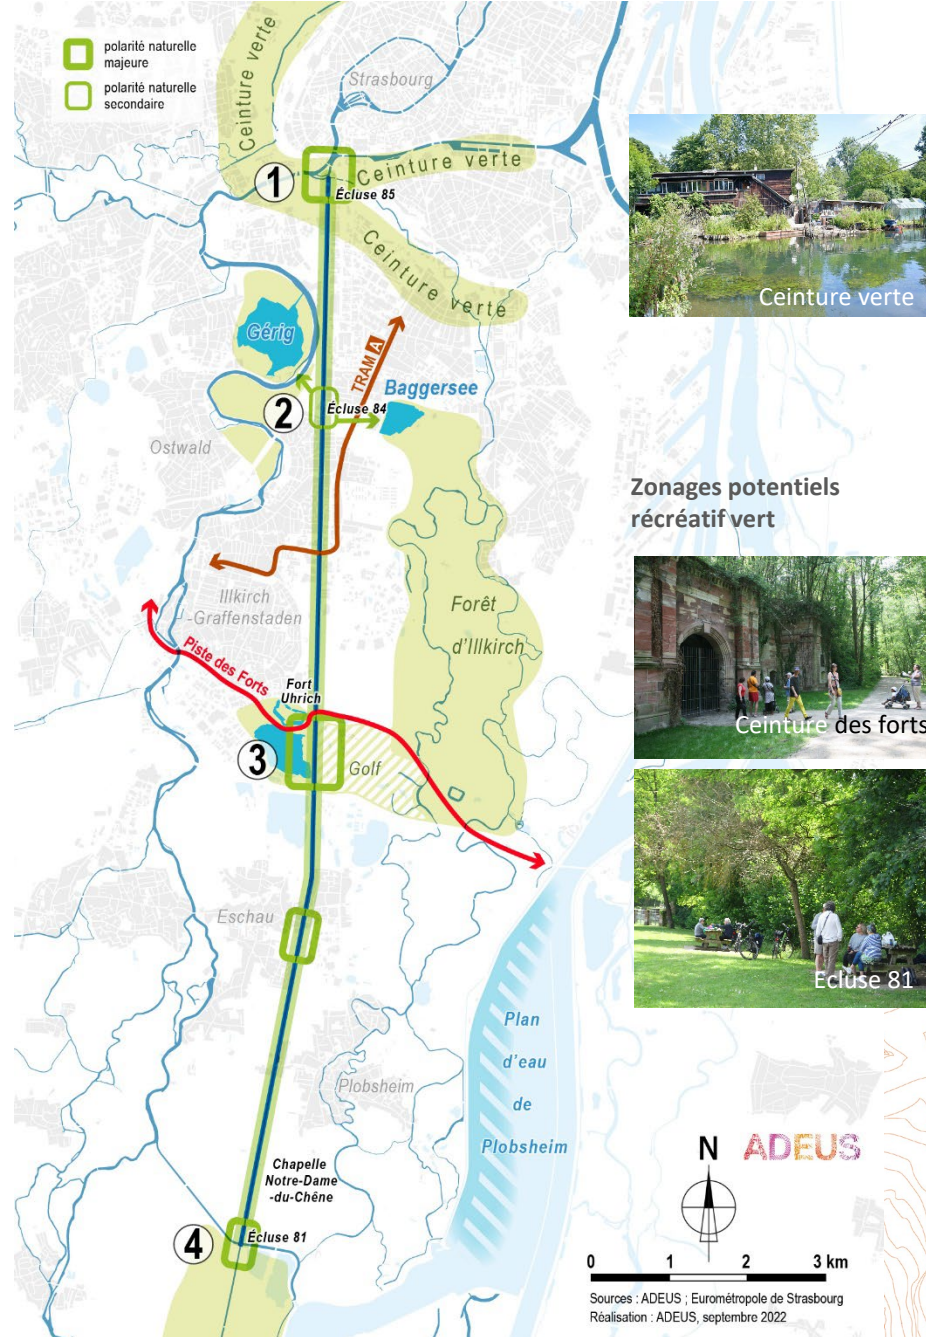 polarité naturelle
majeure
polarité naturelle
secondaire
Ceinture verte
Strasbourg
1
Écluse 85
Ceinture verte
Ceinture verte
Ceinture verte
Gérig
TRAM A
Baggersee
2
Écluse 84
Ostwald
Zonages potentiels
récréatif vert
Illkirch
-Graffenstaden
Forêt
d'Illkirch
Piste des Forts
Fort
Uhrich
3
Golf
Ceinture des forts
Eschau
Ecluse 81
Plan
d'eau
de
Plobsheim
Plobsheim
Chapelle
Notre-Dame
-du-Chêne
4
Écluse 81
N
ADEUS
0 1 2 3 km
Sources : ADEUS ; Eurométropole de Strasbourg
Réalisation : ADEUS, septembre 2022